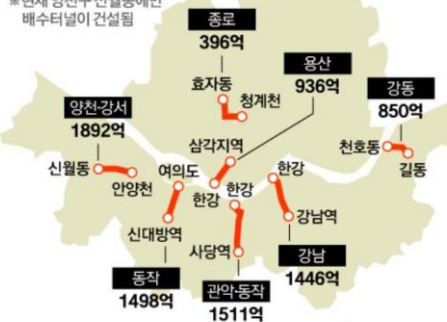 ※현재 양천구 신월동에만
배수터널이 건설됨
종로
396억
효자동
청계천
용산
936억
강동
850억
천호동
길동
양천·강서
1892억
신월동
안양천
여의도
삼각지역
한강
한강
한강
신대방역
사당역
강남역
동작
1498억
관악·동작
1511억
강남
1446억